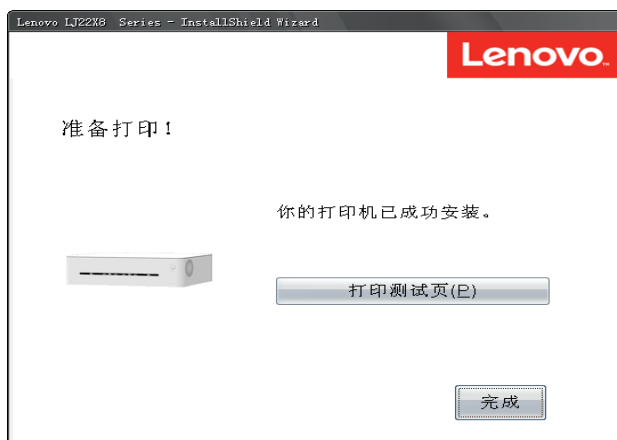 Lenovo LJ22X8 Series - InstallShield Wizard
Lenovo
准备打印！
你的打印机已成功安装。
打印测试页(P)
完成